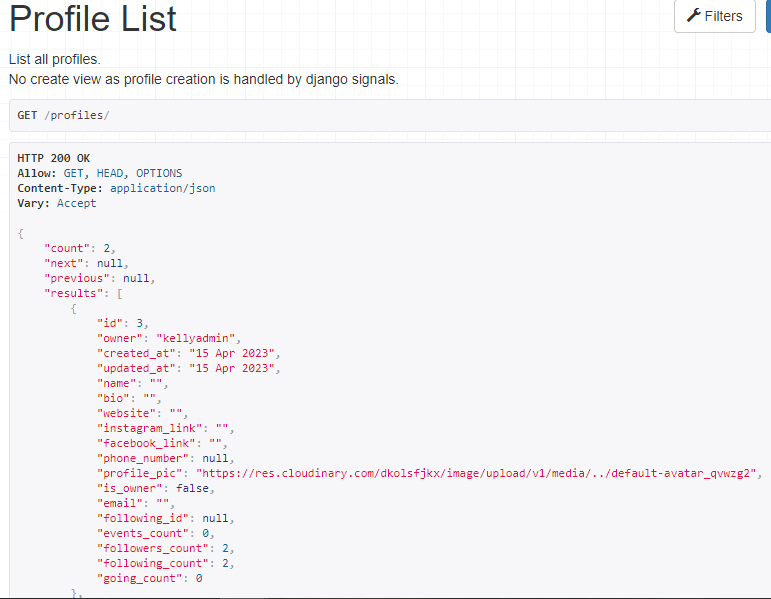 Profile List
Filters
List all profiles.
No create view as profile creation is handled by django signals.
GET /profiles/
HTTP 200 OK
Allow: GET, HEAD, OPTIONS
Content-Type: application/json
Vary: Accept
{
    "count": 2,
    "next": null,
    "previous": null,
    "results": [
        {
            "id": 3,
            "owner": "kellyadmin",
            "created_at": "15 Apr 2023",
            "updated_at": "15 Apr 2023",
            "name": "",
            "bio": "",
            "website": "",
            "instagram_link": "",
            "facebook_link": "",
            "phone_number": null,
            "profile_pic": "https://res.cloudinary.com/dkolsfjkx/image/upload/v1/media/../default-avatar_qvwzg2",
            "is_owner": false,
            "email": "",
            "following_id": null,
            "events_count": 0,
            "followers_count": 2,
            "following_count": 2,
            "going_count": 0
        },